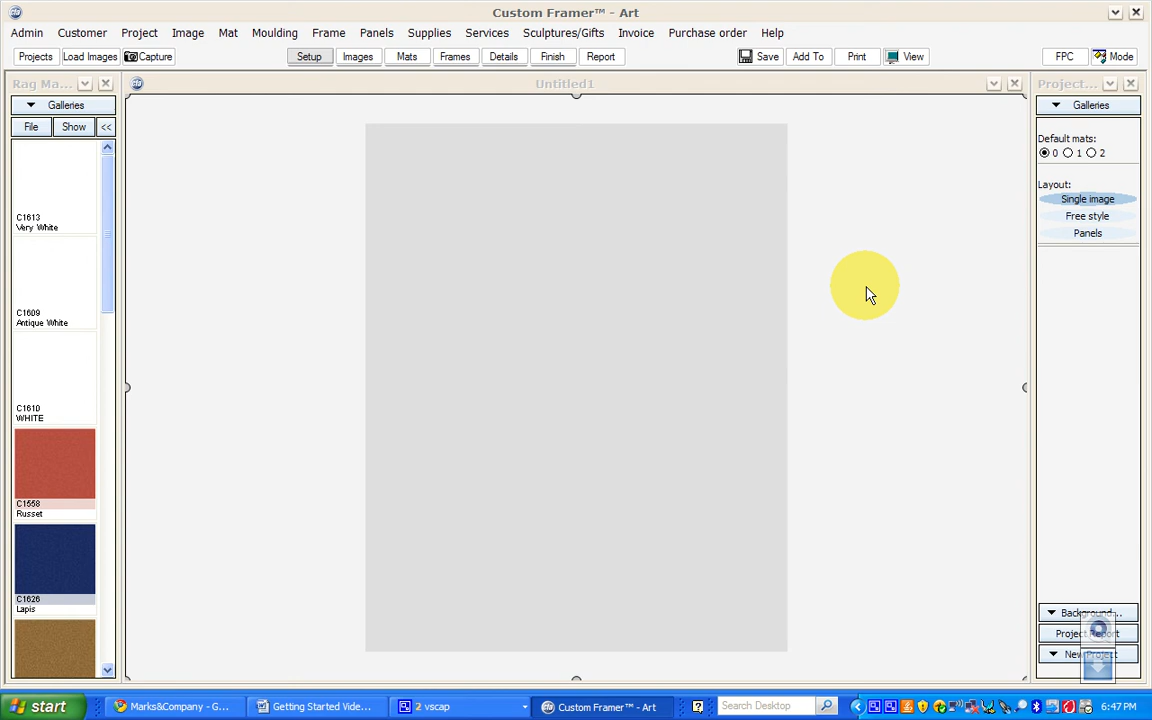 Custom Framer™ - Art
Admin Customer Project Image Mat Moulding Frame Panels Supplies Services Sculptures/Gifts Invoice Purchase order Help
Projects Load Images Capture Setup Images Mats Frames Details Finish Report Save Add To Print View FPC Mode
Rag Ma... Untitled1 Project...
Galleries
File Show <<
C1613
Very White
C1609
Antique White
C1610
WHITE
C1558
Russet
C1626
Lapis
Galleries
Default mats:
0 1 2
Layout:
Single image
Free style
Panels
Background...
Project Report
New Project
start Marks&Company - G... Getting Started Vide... 2 vscap Custom Framer™ - Art Search Desktop 6:47 PM